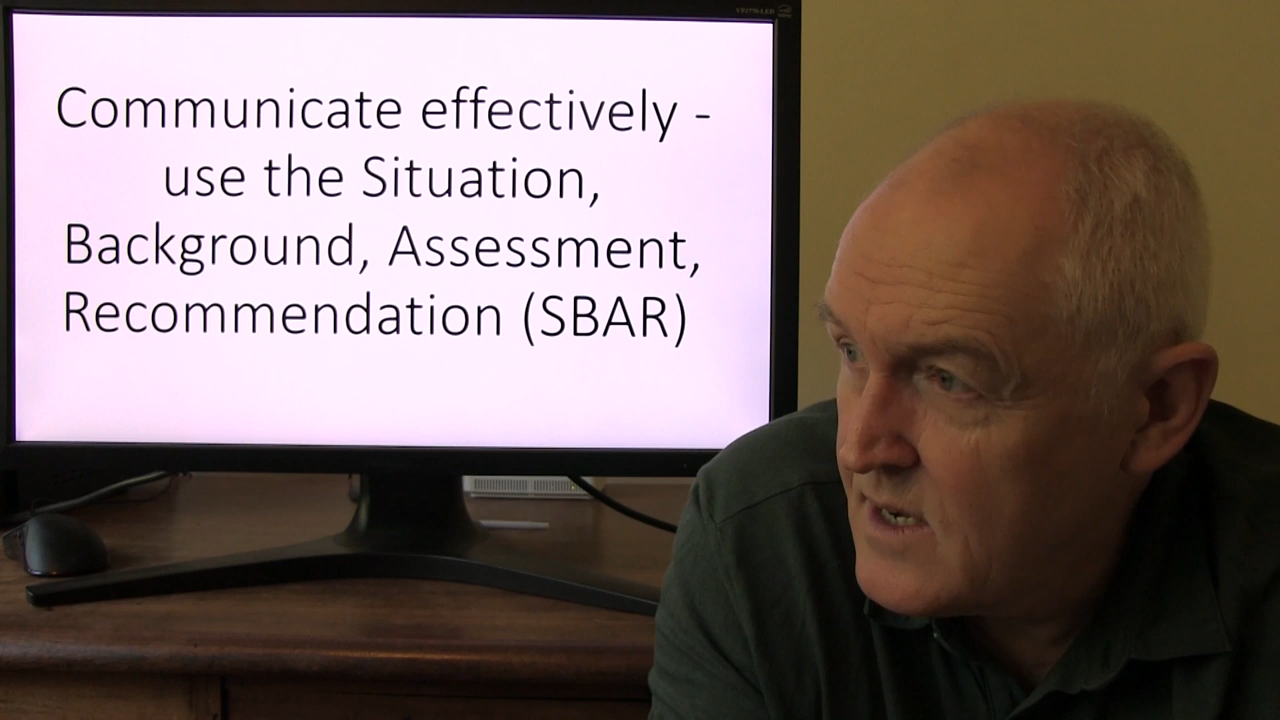 Communicate effectively -
use the Situation,
Background, Assessment,
Recommendation (SBAR)